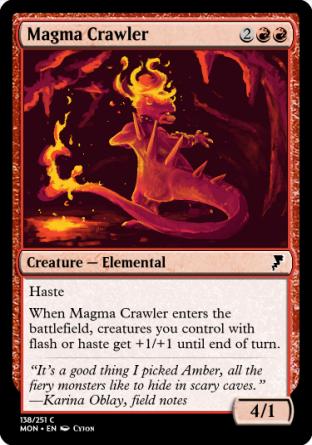 Magma Crawler 2
Creature — Elemental
Haste
When Magma Crawler enters the
battlefield, creatures you control with
flash or haste get +1/+1 until end of turn.
“It’s a good thing I picked Amber, all the
fiery monsters like to hide in scary caves.”
—Karina Oblay, field notes
4/1
138/251 C
MON • EN Cyton